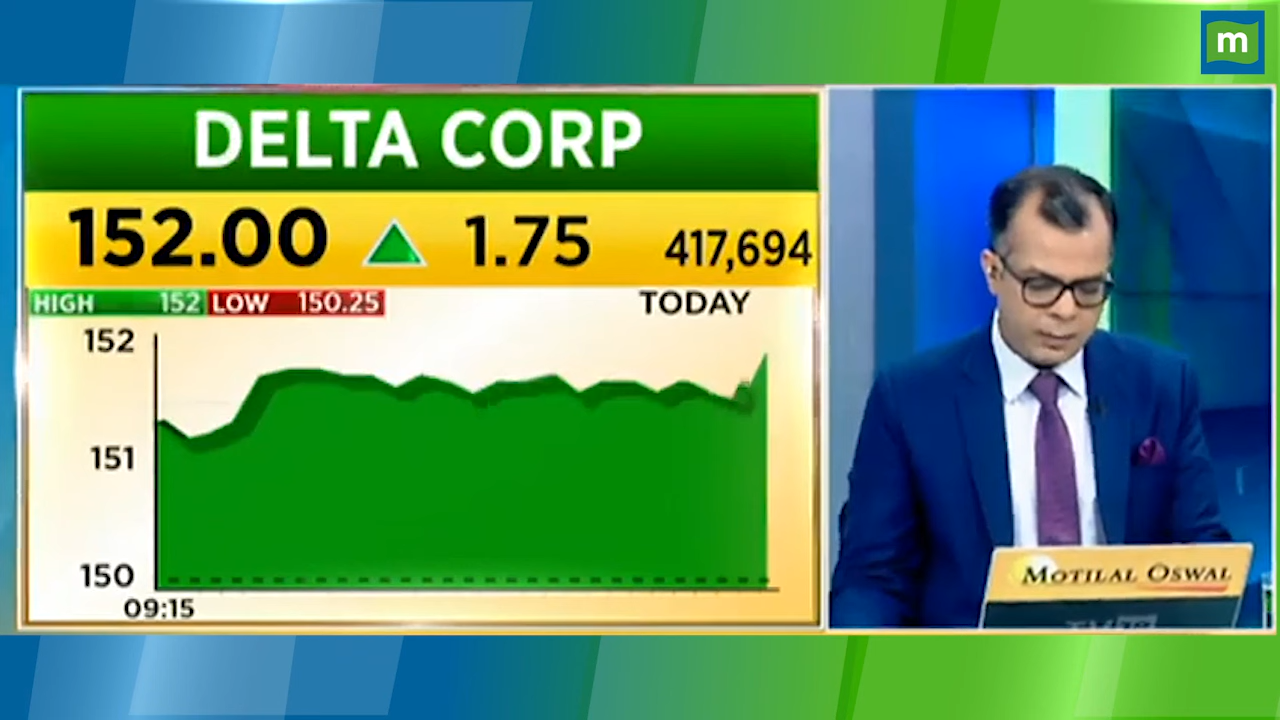 m
DELTA CORP
152.00 1.75 417,694
HIGH 152 LOW 150.25 TODAY
152
151
150
09:15
MOTILAL OSWAL